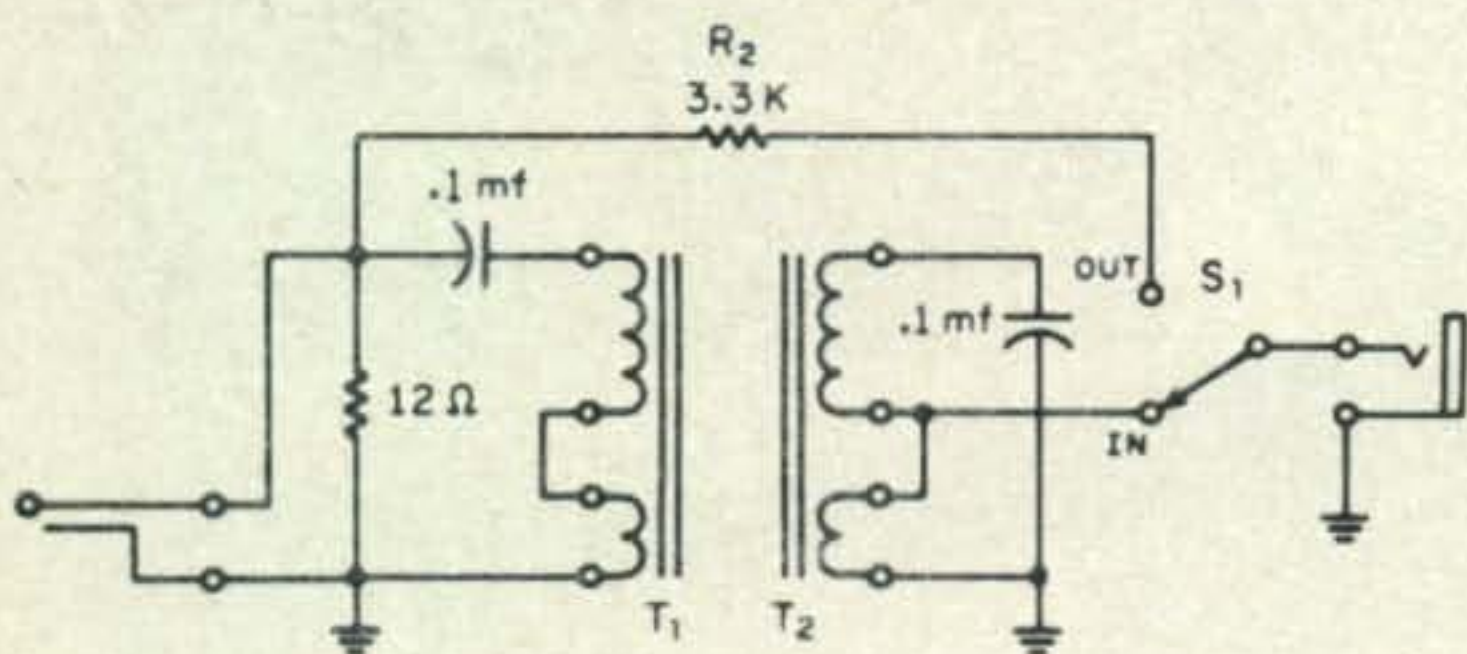 R₂
3.3 K
.1 mf
OUT
S₁
.1 mf
12 Ω
IN
T₁
T₂